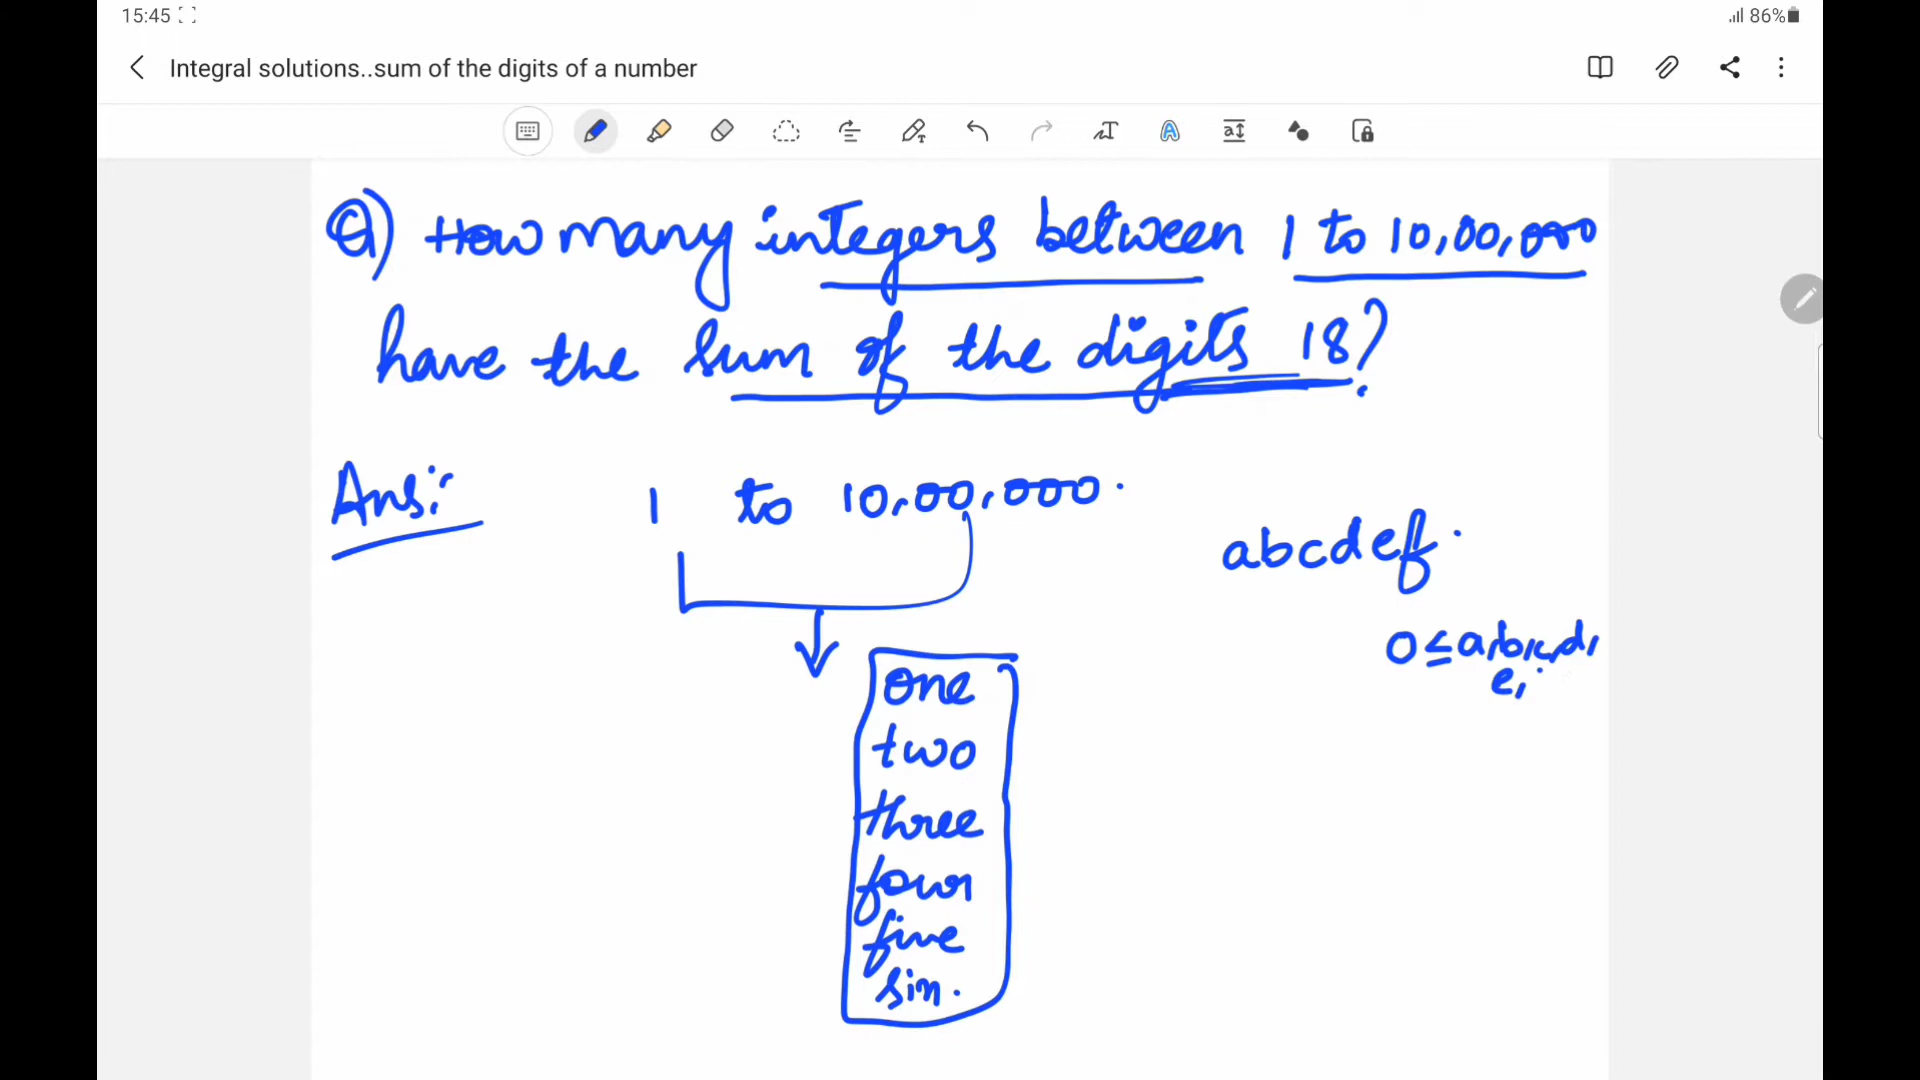 15:45
86%
Integral solutions..sum of the digits of a number
Q) How many integers between 1 to 10,00,000
have the sum of the digits 18?
Ans:
1 to 10,00,000.
abcdef.
0≤a,b,c,d,
e,
one
two
three
four
five
six.